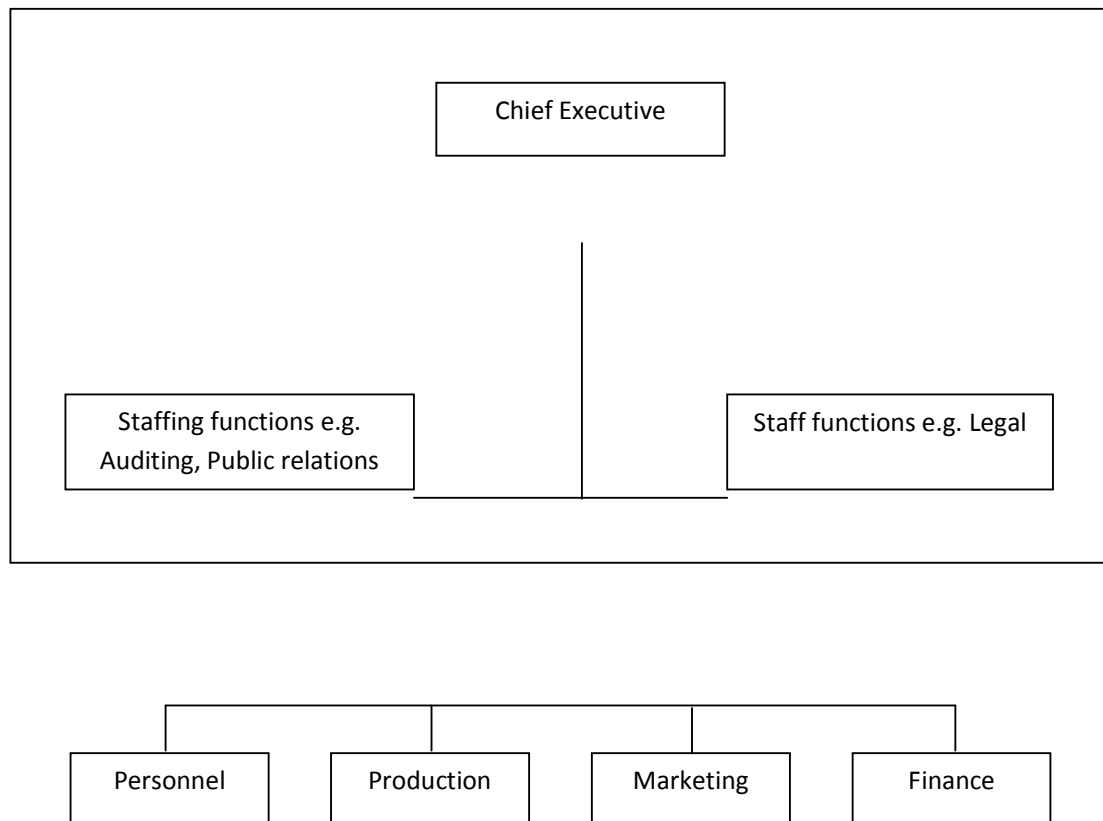 Chief Executive
Staffing functions e.g.
Auditing, Public relations
Staff functions e.g. Legal
Personnel
Production
Marketing
Finance